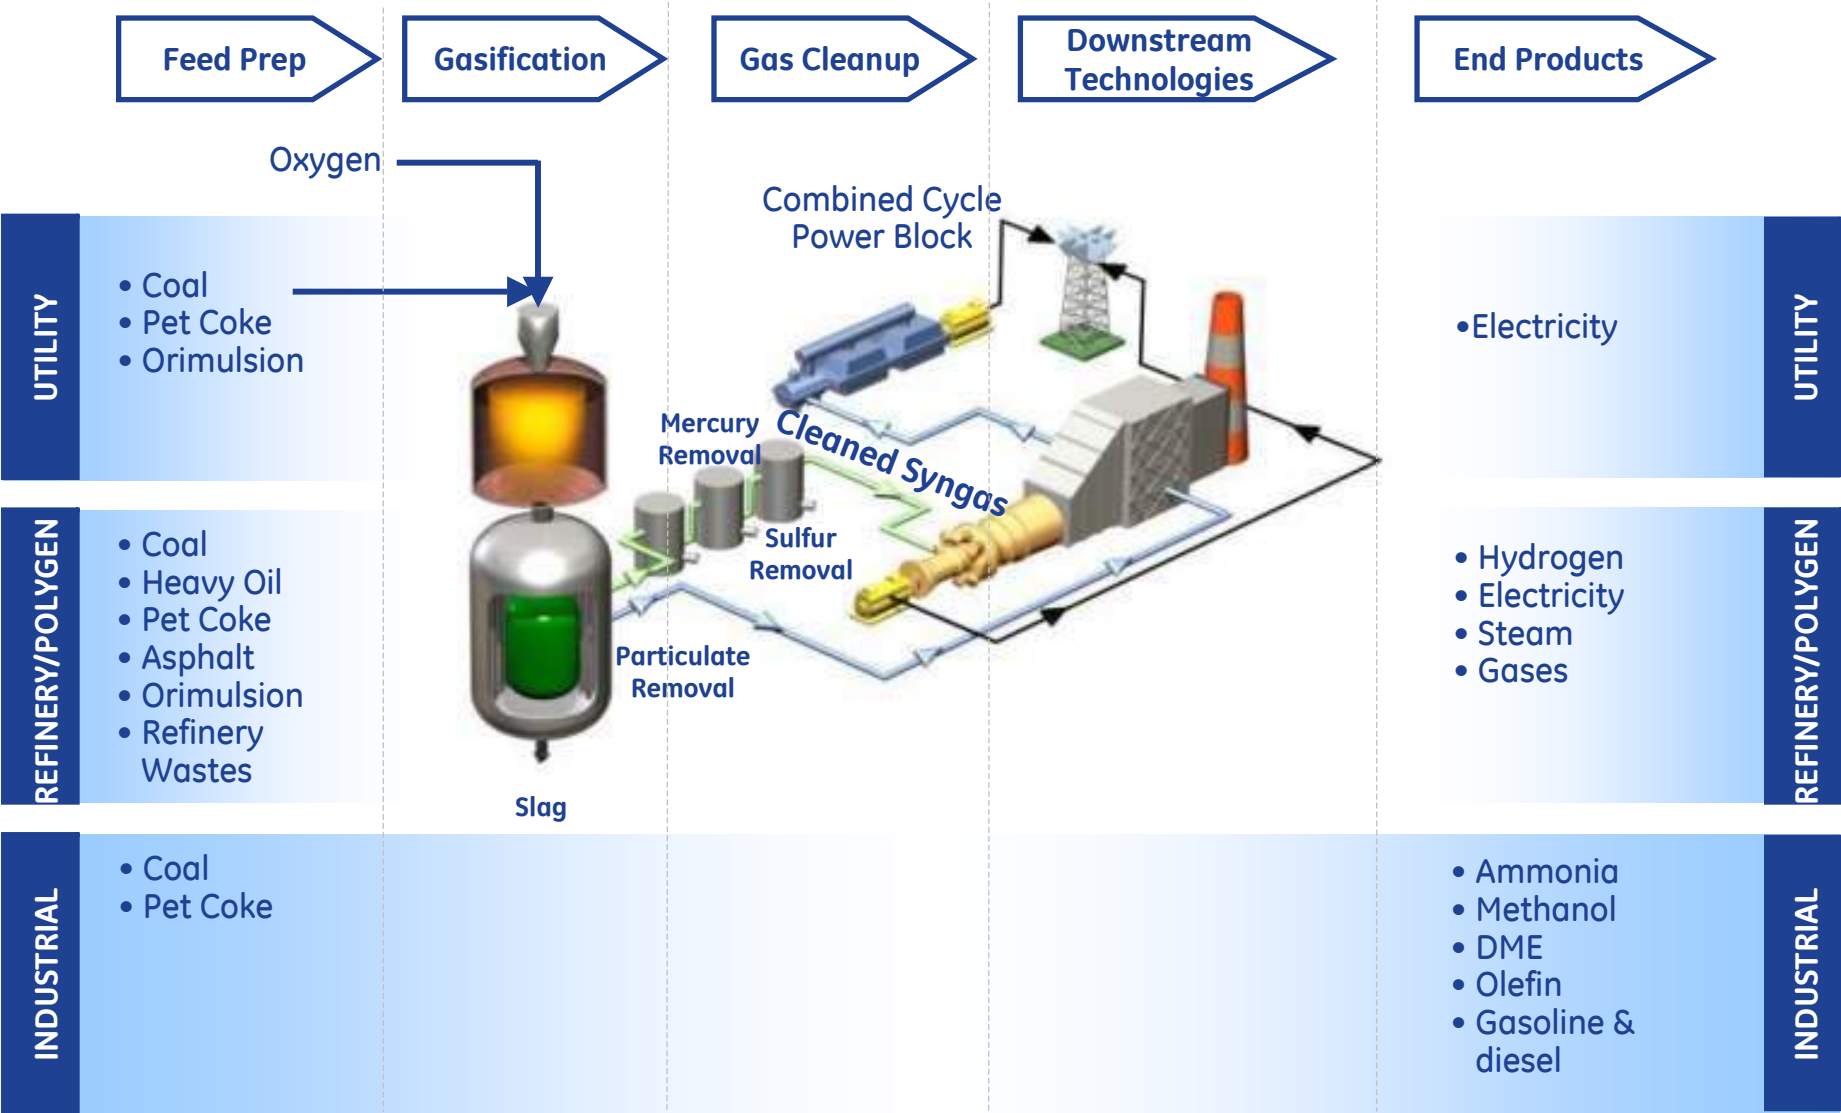 Feed Prep
Gasification
Gas Cleanup
Downstream
Technologies
End Products
Oxygen
Combined Cycle
Power Block
UTILITY
• Coal
• Pet Coke
• Orimulsion
•Electricity
UTILITY
Mercury
Removal
Cleaned Syngas
Sulfur
Removal
Particulate
Removal
Slag
REFINERY/POLYGEN
• Coal
• Heavy Oil
• Pet Coke
• Asphalt
• Orimulsion
• Refinery
Wastes
• Hydrogen
• Electricity
• Steam
• Gases
REFINERY/POLYGEN
INDUSTRIAL
• Coal
• Pet Coke
• Ammonia
• Methanol
• DME
• Olefin
• Gasoline &
diesel
INDUSTRIAL